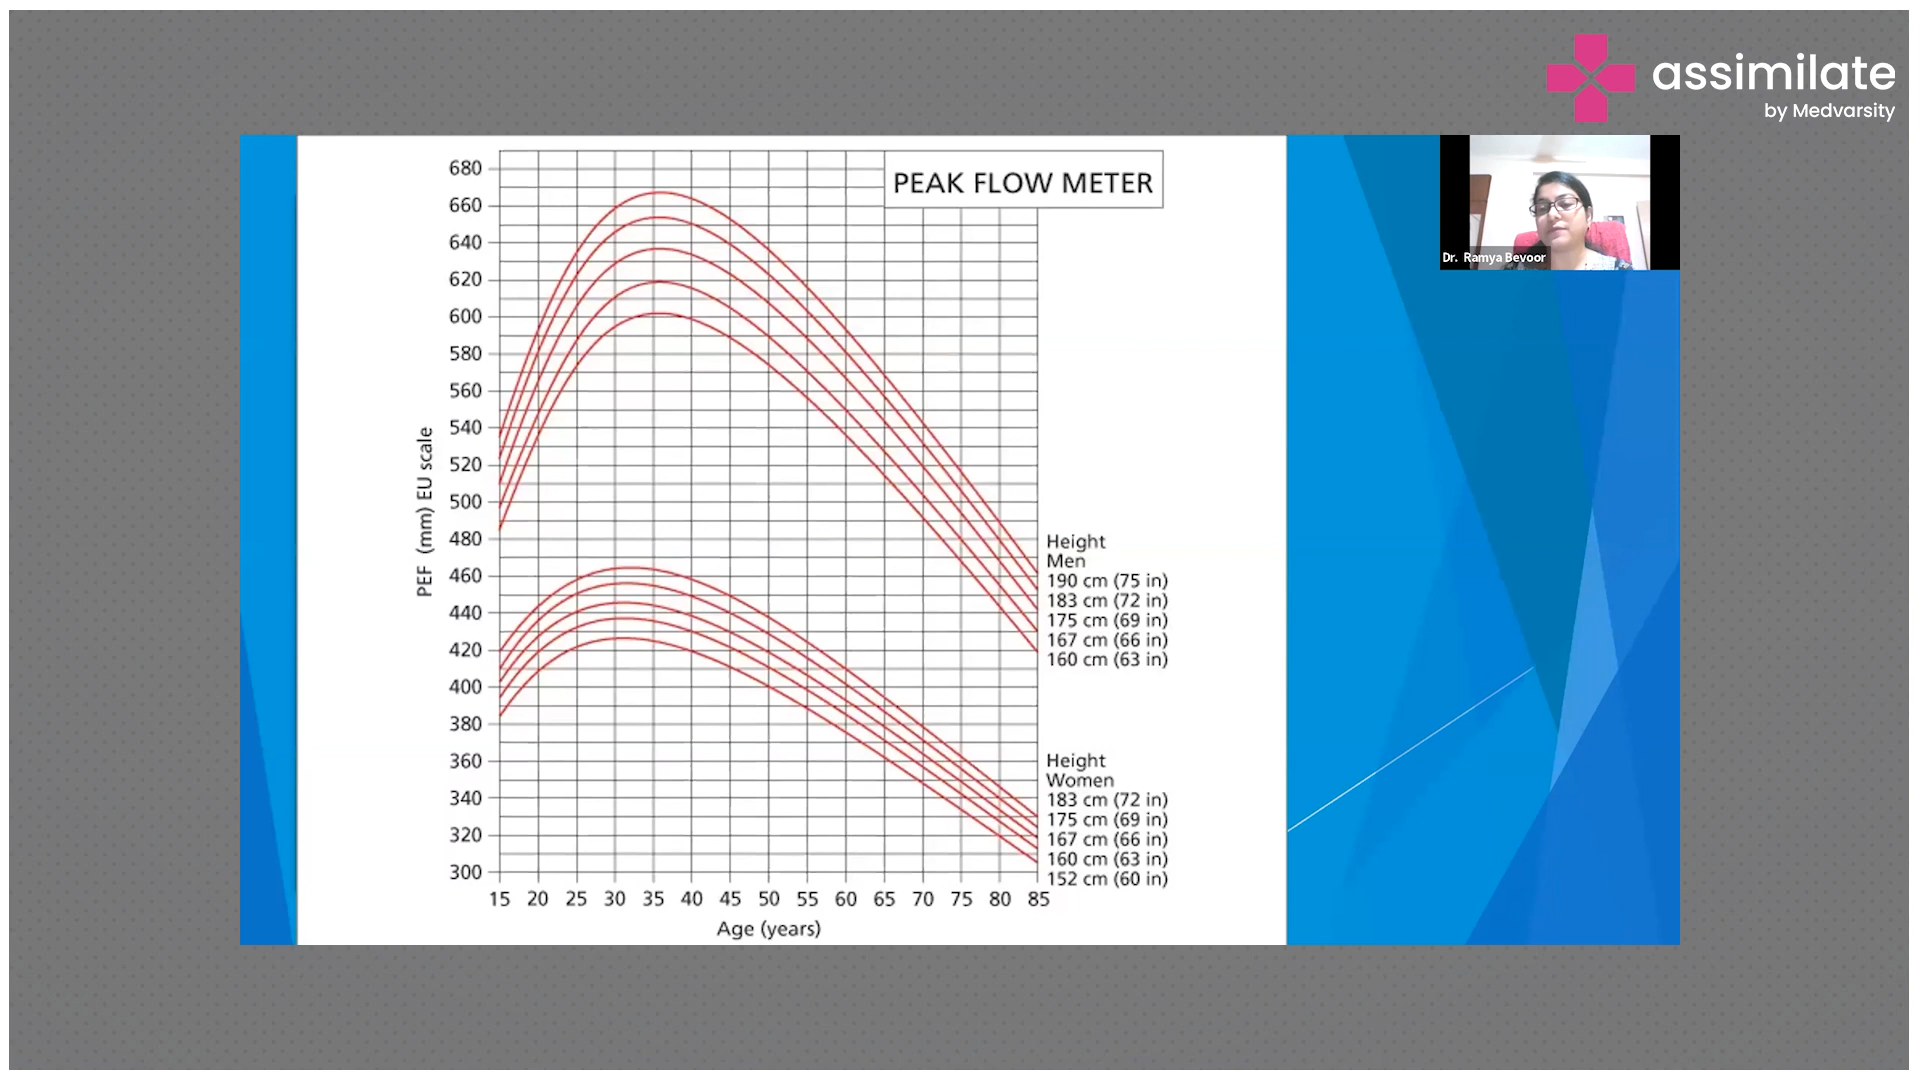 assimilate
by Medvarsity
PEAK FLOW METER
Dr. Ramya Bevoor
PEF (mm) EU scale
680
660
640
620
600
580
560
540
520
500
480
460
440
420
400
380
360
340
320
300
Height
Men
190 cm (75 in)
183 cm (72 in)
175 cm (69 in)
167 cm (66 in)
160 cm (63 in)
Height
Women
183 cm (72 in)
175 cm (69 in)
167 cm (66 in)
160 cm (63 in)
152 cm (60 in)
15 20 25 30 35 40 45 50 55 60 65 70 75 80 85
Age (years)